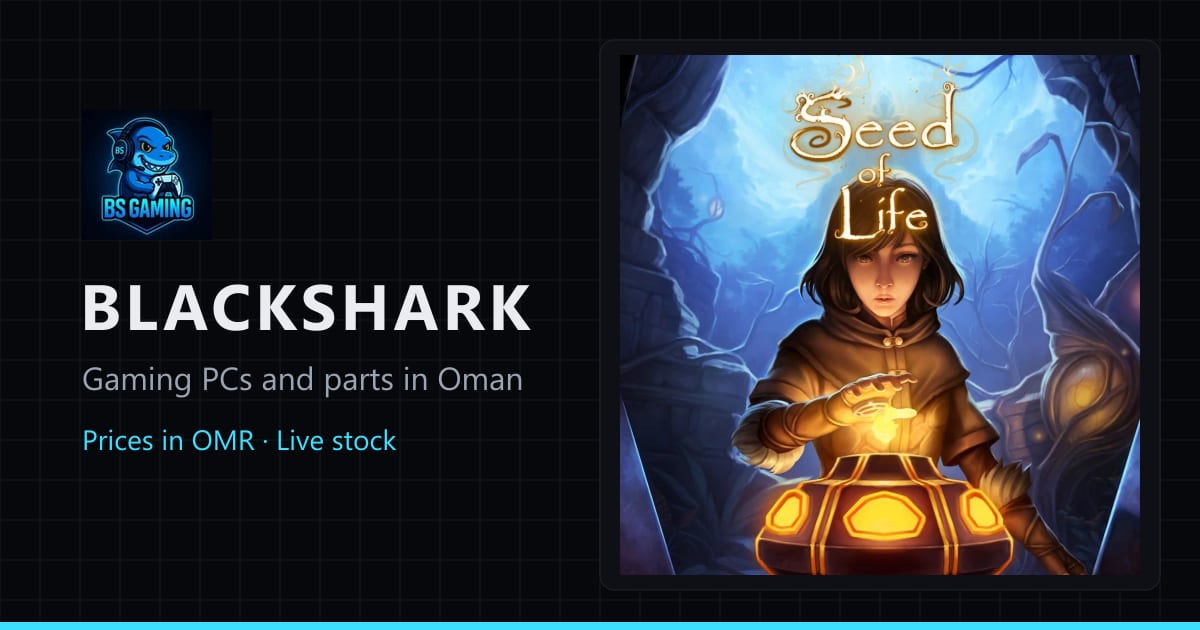 BS
BS GAMING
BLACKSHARK
Gaming PCs and parts in Oman
Prices in OMR · Live stock
Seed
of
Life